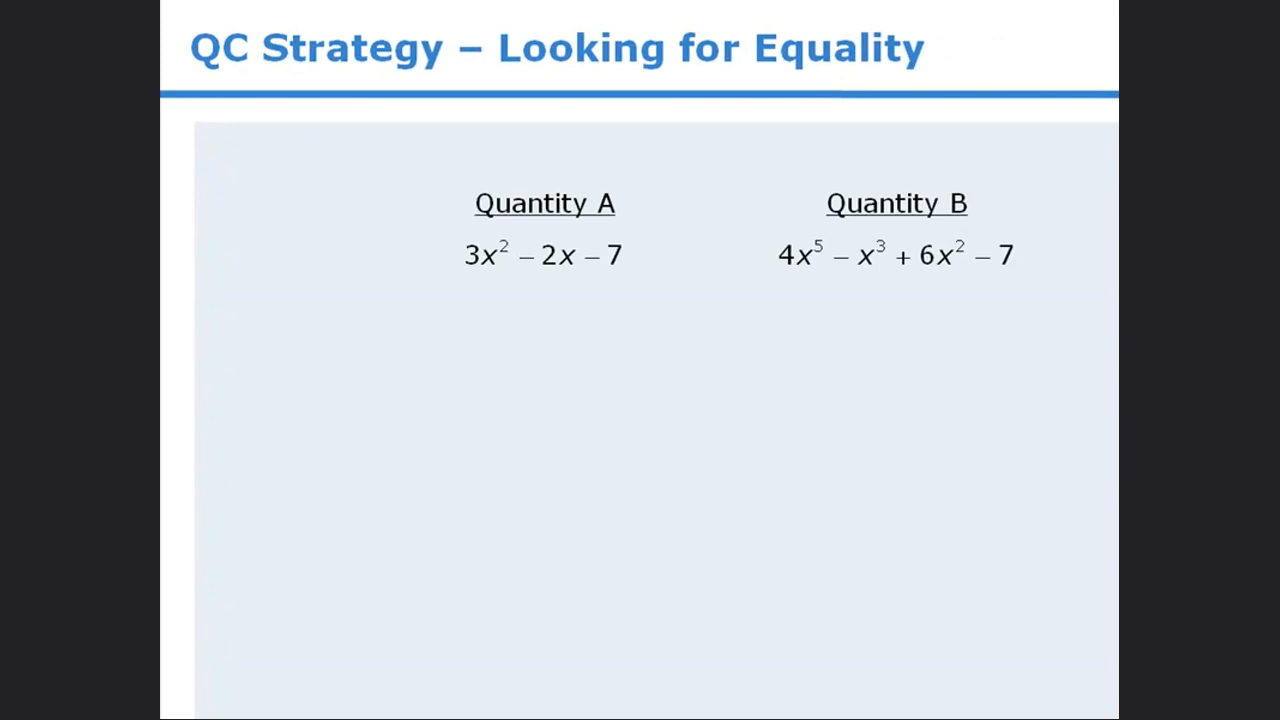 QC Strategy – Looking for Equality
Quantity A Quantity B
3x² – 2x – 7 4x⁵ – x³ + 6x² – 7